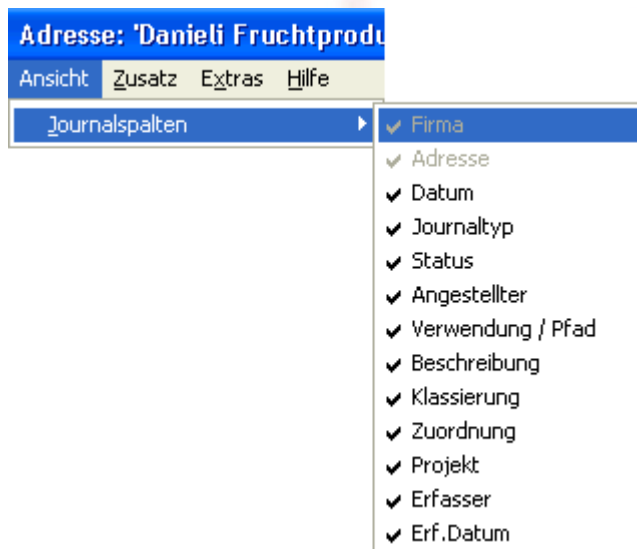 Adresse: 'Danieli Fruchtprodu
Ansicht Zusatz Extras Hilfe
Journalspalten
Firma
Adresse
Datum
Journaltyp
Status
Angestellter
Verwendung / Pfad
Beschreibung
Klassierung
Zuordnung
Projekt
Erfasser
Erf.Datum